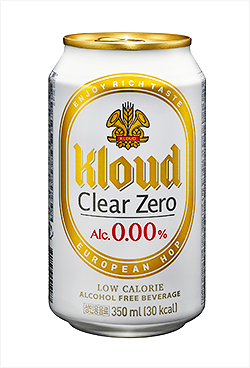 ENJOY RICH TASTE
KLOUD
Kloud
Clear Zero
Alc. 0.00%
EUROPEAN HOP
LOW CALORIE
ALCOHOL FREE BEVERAGE
350 ml [30 kcal]